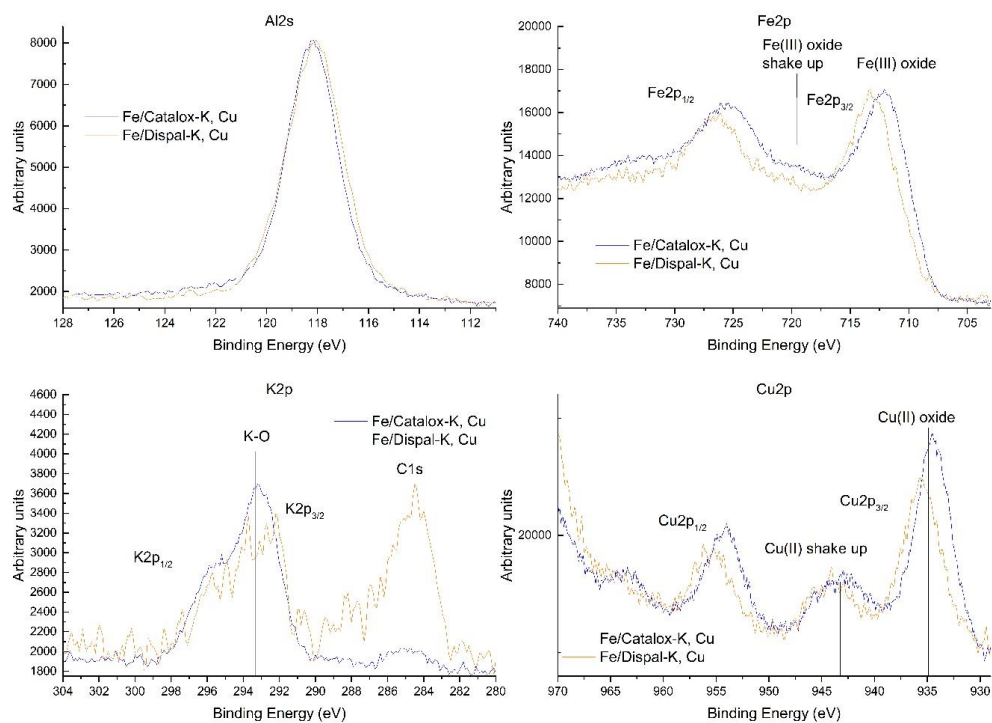 Al2s
8000
7000
6000
5000
4000
3000
2000
Arbitrary units
Fe/Catalox-K, Cu
Fe/Dispal-K, Cu
128 126 124 122 120 118 116 114 112
Binding Energy (eV)
Fe2p
20000
18000
16000
14000
12000
10000
8000
Arbitrary units
Fe(III) oxide
shake up
Fe(III) oxide
Fe2p1/2
Fe2p3/2
Fe/Catalox-K, Cu
Fe/Dispal-K, Cu
740 735 730 725 720 715 710 705
Binding Energy (eV)
K2p
4600
4400
4200
4000
3800
3600
3400
3200
3000
2800
2600
2400
2200
2000
1800
Arbitrary units
Fe/Catalox-K, Cu
Fe/Dispal-K, Cu
K-O
C1s
K2p3/2
K2p1/2
304 302 300 298 296 294 292 290 288 286 284 282 280
Binding Energy (eV)
Cu2p
20000
Arbitrary units
Cu(II) oxide
Cu2p3/2
Cu2p1/2
Cu(II) shake up
Fe/Catalox-K, Cu
Fe/Dispal-K, Cu
970 965 960 955 950 945 940 935 930
Binding Energy (eV)